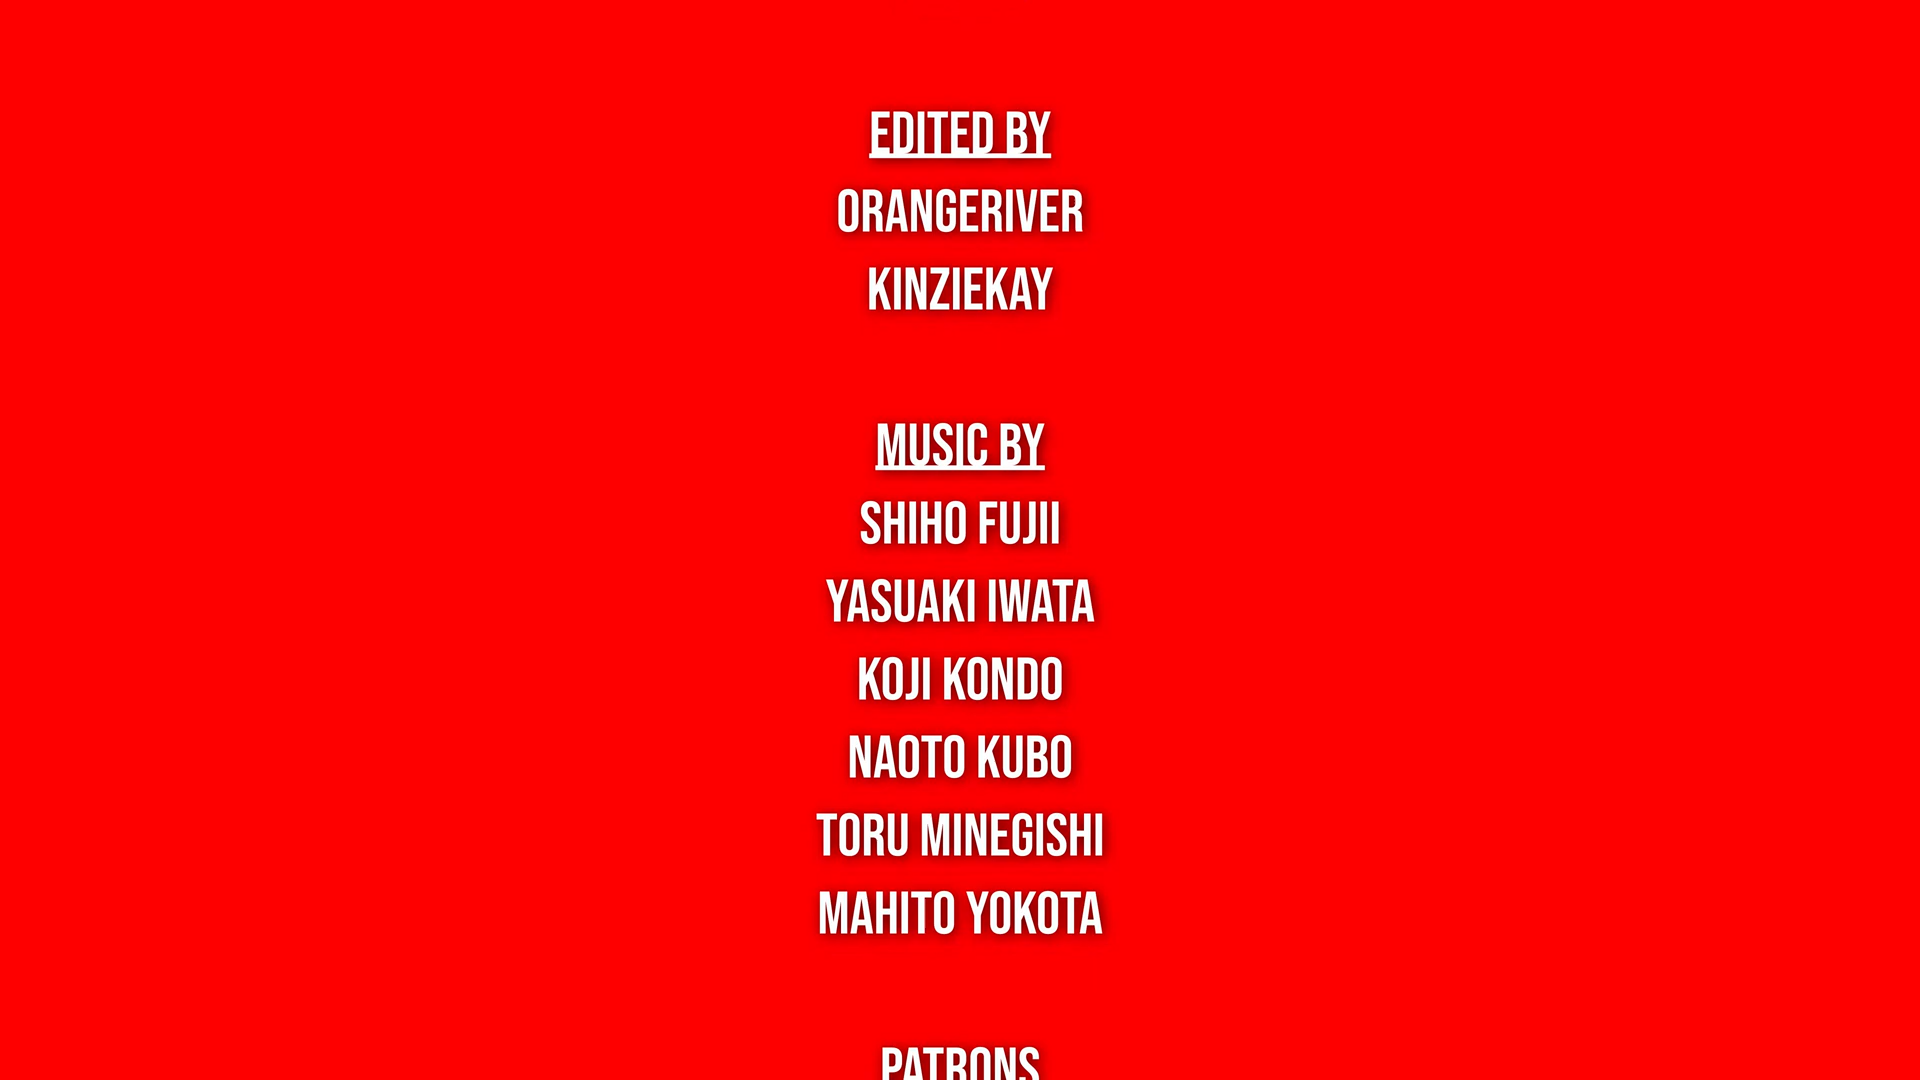 EDITED BY
ORANGERIVER
KINZIEKAY
MUSIC BY
SHIHO FUJII
YASUAKI IWATA
KOJI KONDO
NAOTO KUBO
TORU MINEGISHI
MAHITO YOKOTA
PATRONS